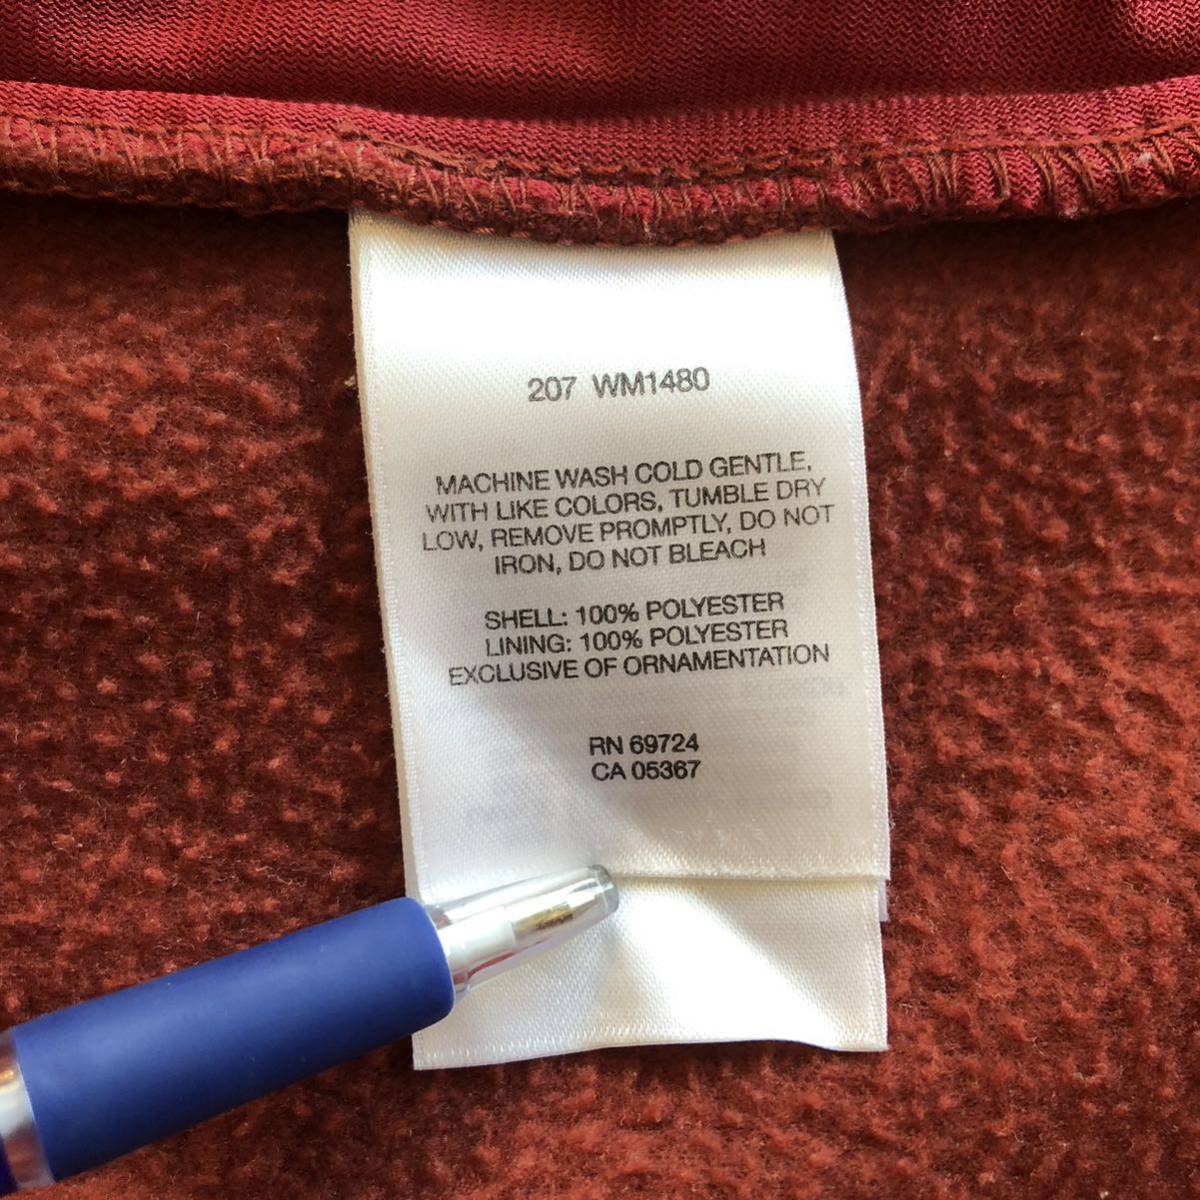 207 WM1480
MACHINE WASH COLD GENTLE,
WITH LIKE COLORS, TUMBLE DRY
LOW, REMOVE PROMPTLY, DO NOT
IRON, DO NOT BLEACH
SHELL: 100% POLYESTER
LINING: 100% POLYESTER
EXCLUSIVE OF ORNAMENTATION
RN 69724
CA 05367